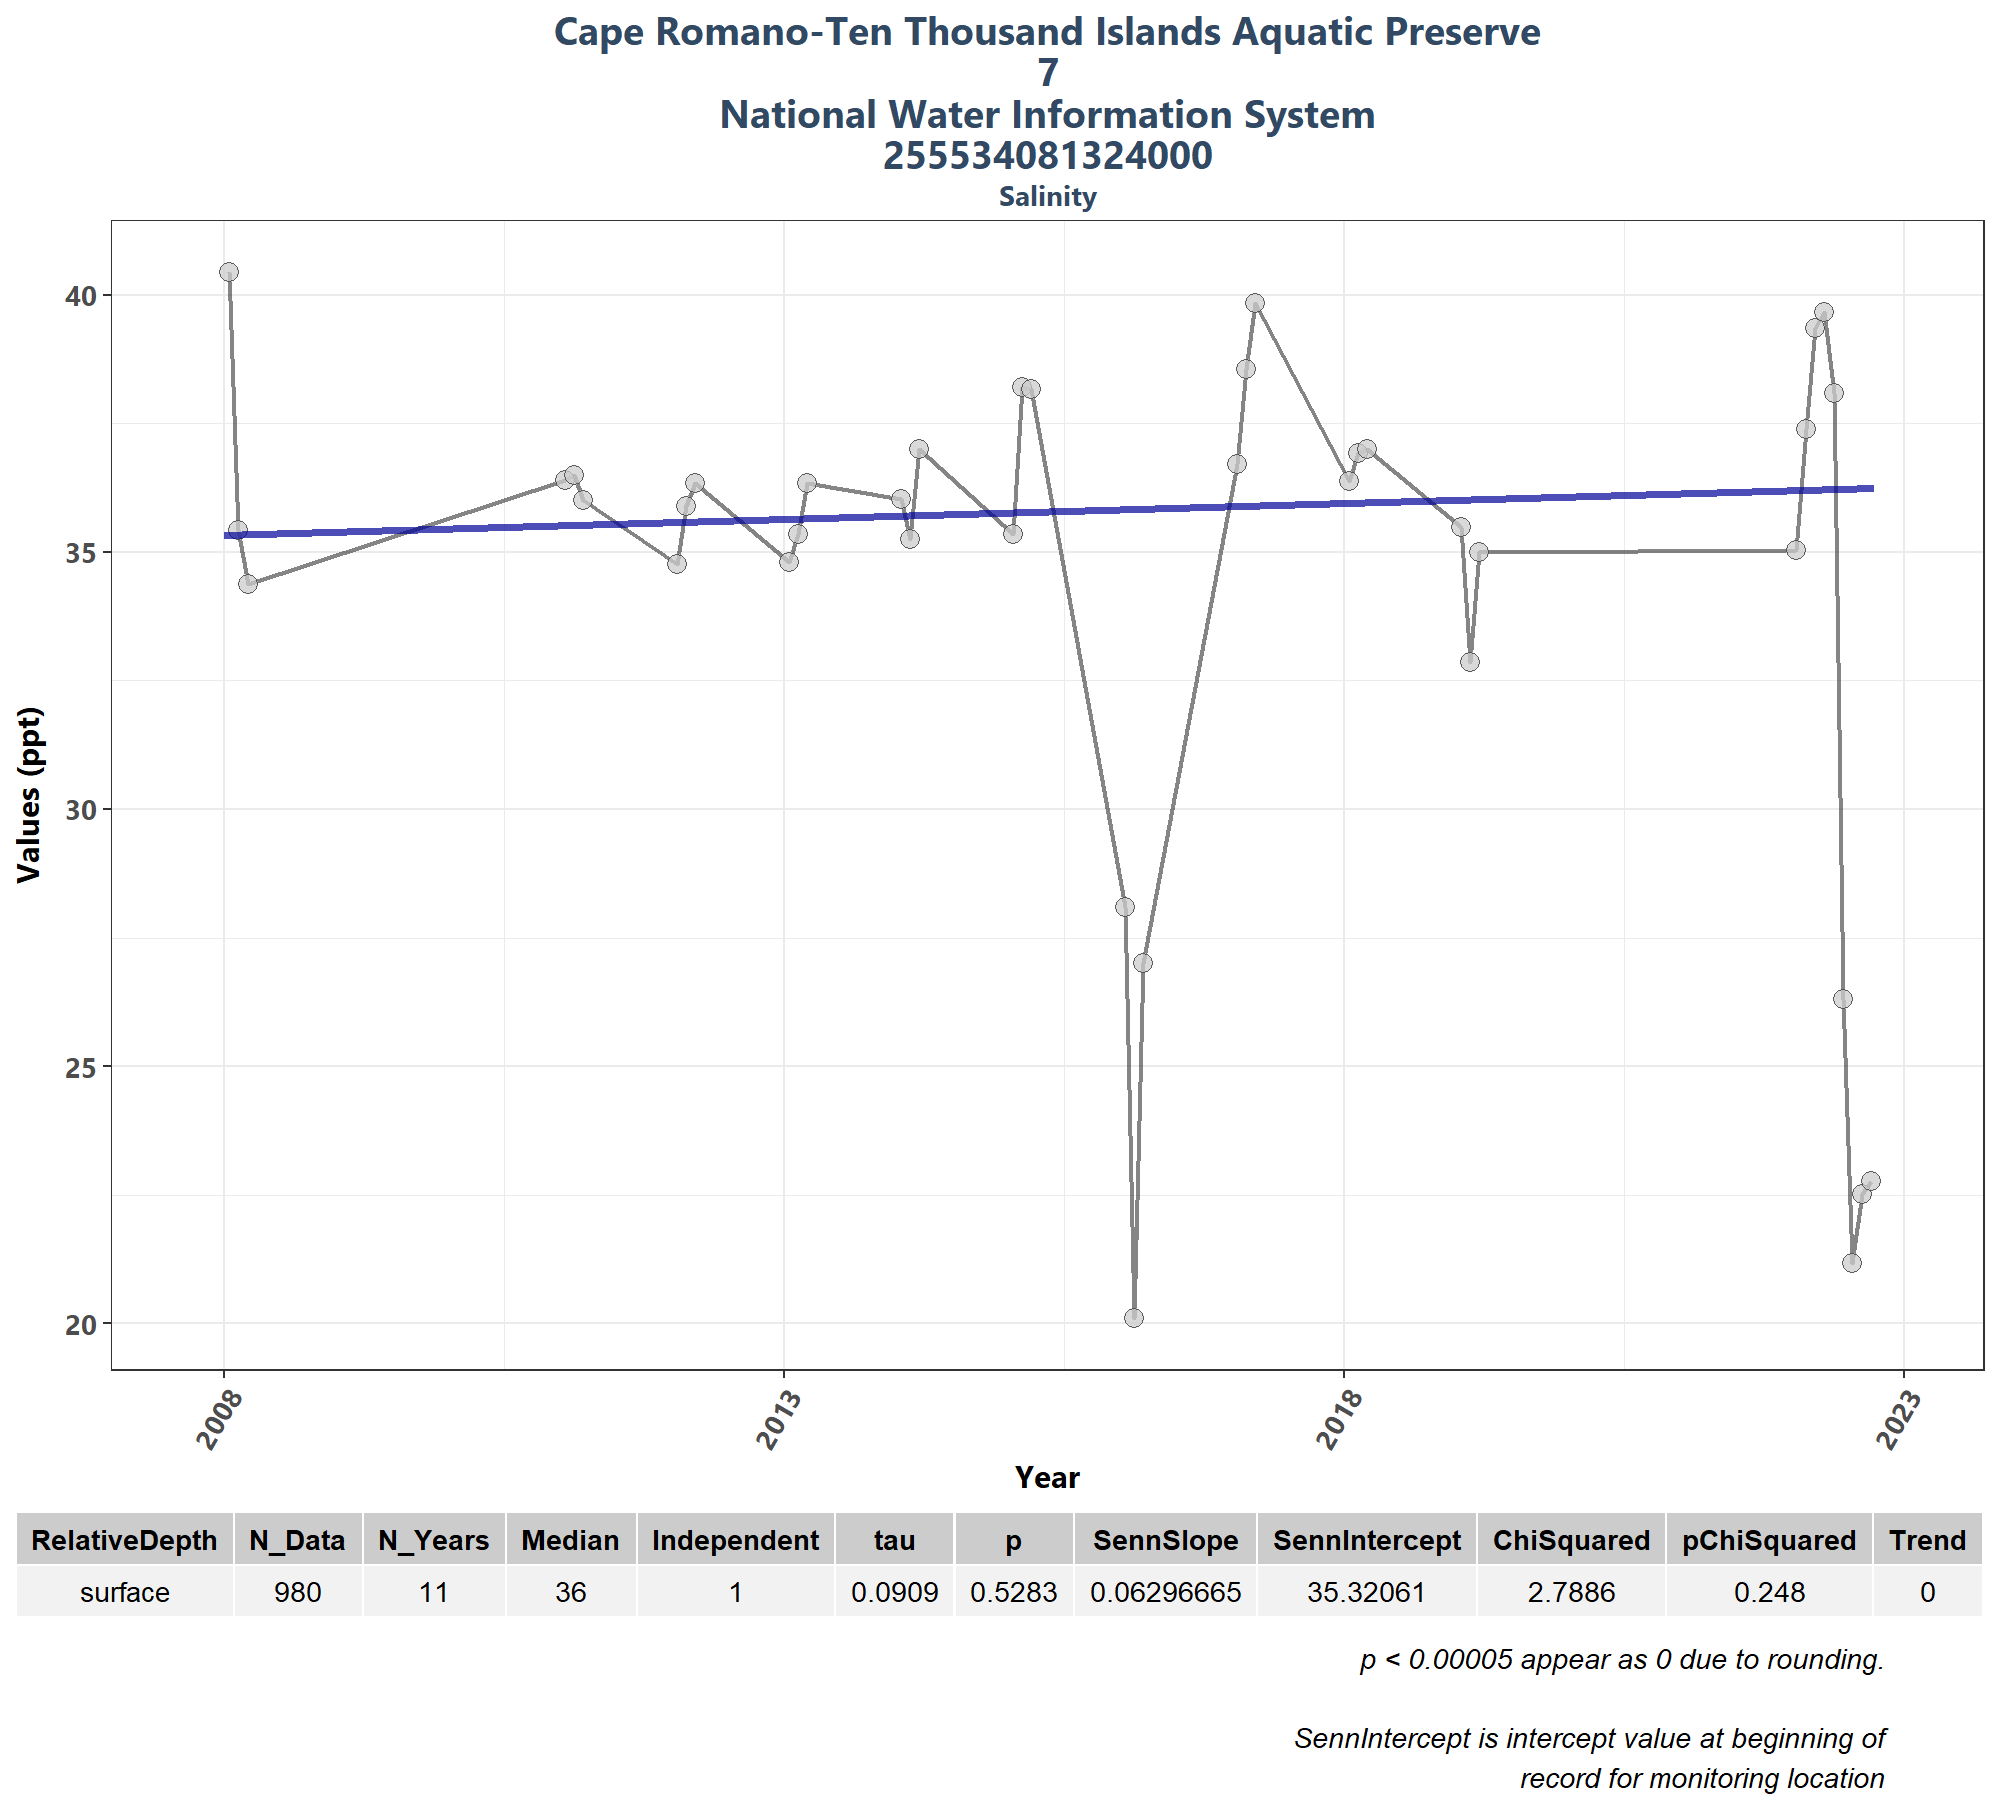 Cape Romano-Ten Thousand Islands Aquatic Preserve
7
National Water Information System
255534081324000
Salinity
Values (ppt)
40
35
30
25
20
2008 2013 2018 2023
Year
RelativeDepth N_Data N_Years Median Independent tau p SennSlope SennIntercept ChiSquared pChiSquared Trend
surface 980 11 36 1 0.0909 0.5283 0.06296665 35.32061 2.7886 0.248 0
p < 0.00005 appear as 0 due to rounding.
SennIntercept is intercept value at beginning of
record for monitoring location